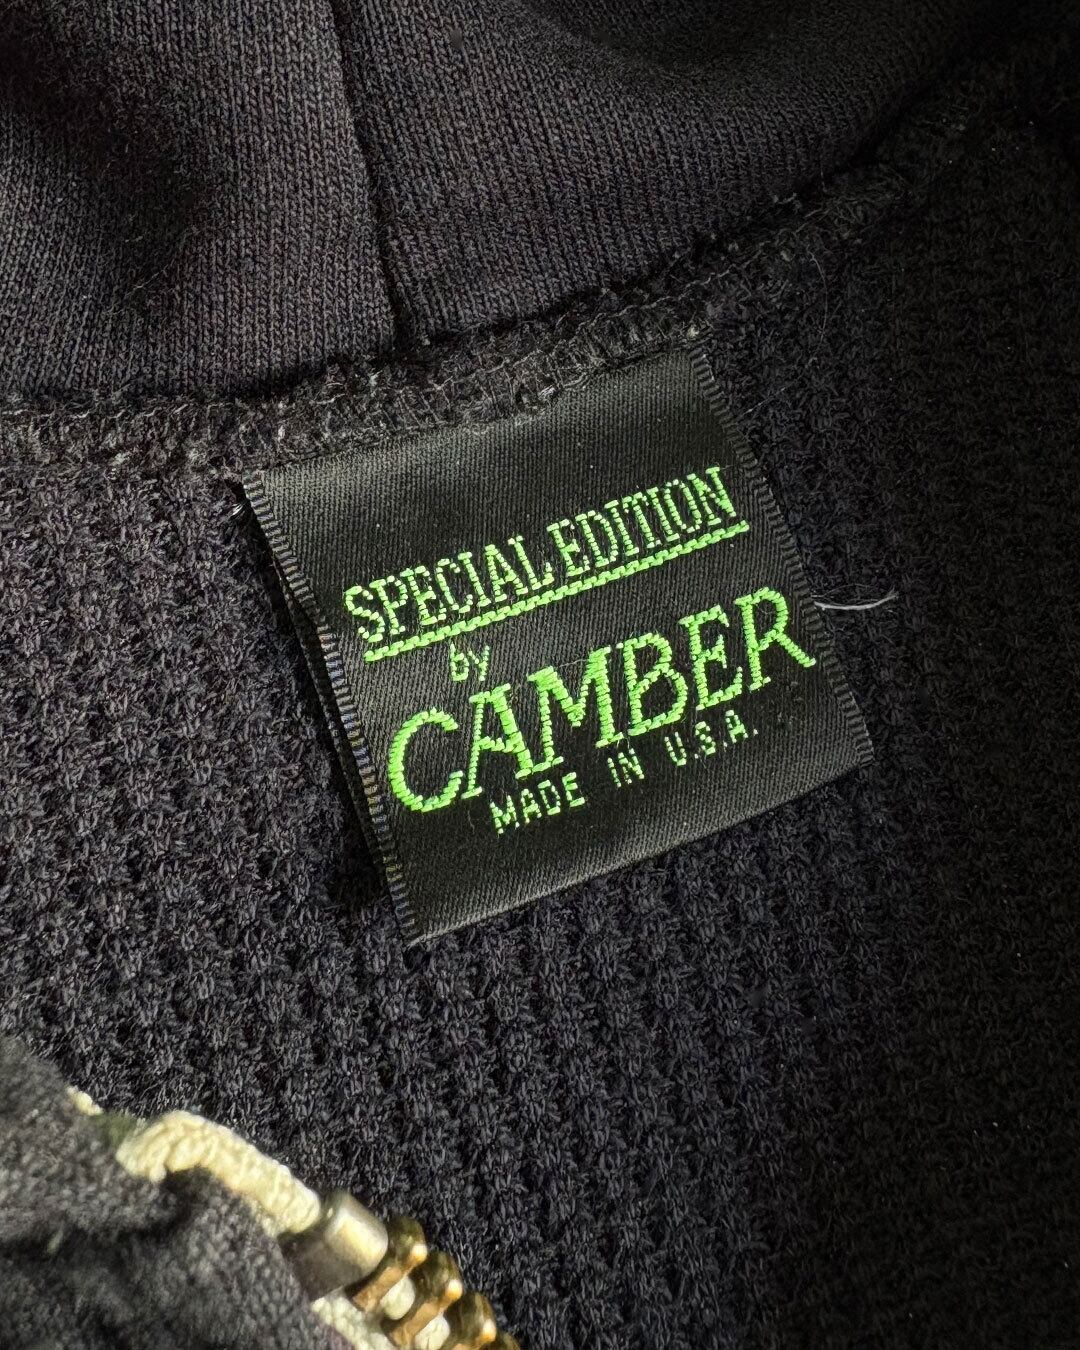 SPECIAL EDITION
by
CAMBER
MADE IN U.S.A.